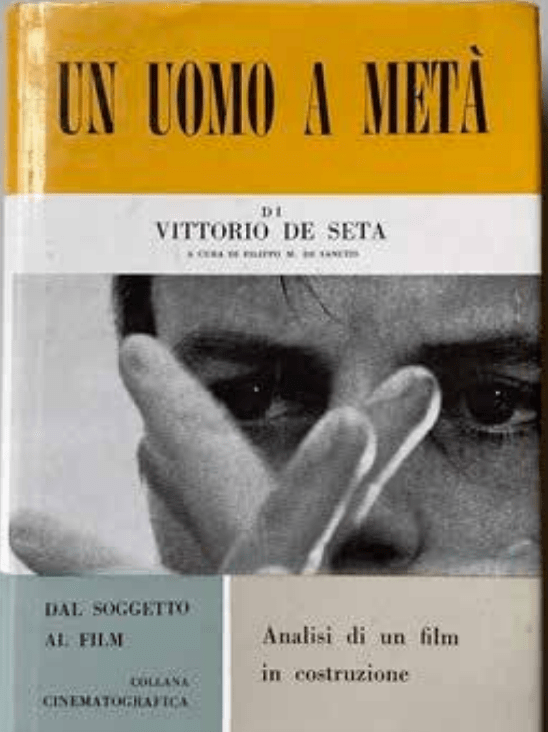 UN UOMO A METÀ
DI
VITTORIO DE SETA
A CURA DI FILIPPO M. DE SANCTIS
DAL SOGGETTO
AL FILM
COLLANA
CINEMATOGRAFICA
Analisi di un film
in costruzione